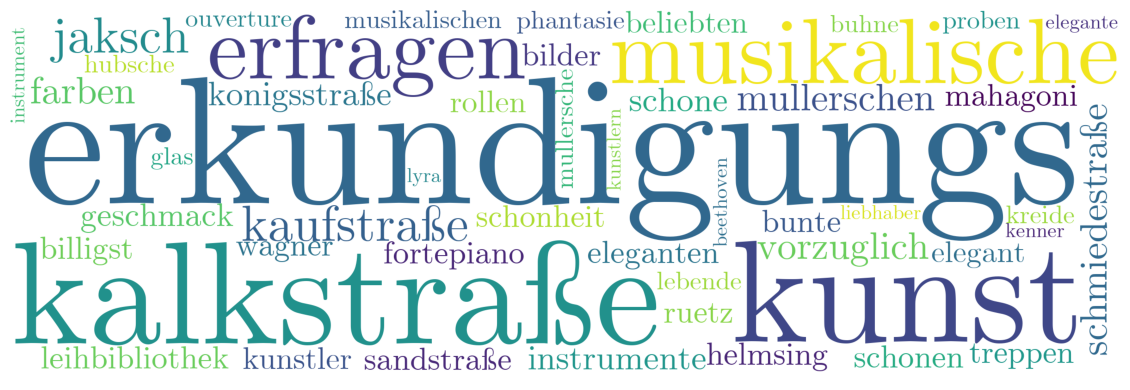 ouverture musikalischen phantasie beliebten buhne proben elegante
jaksch erfragen bilder musikalische
instrument hubsche
farben konigsstraße rollen mullersche schone mullerschen mahagoni
erkundigungs
glas lyra kunstlern beethoven schmiedestraße
geschmack kaufstraße schonheit bunte liebhaber kreide
kenner
billigst wagner fortepiano eleganten vorzuglich elegant
kalkstraße lebende kunst
ruetz
leihbibliothek kunstler sandstraße instrumente helmsing schonen treppen